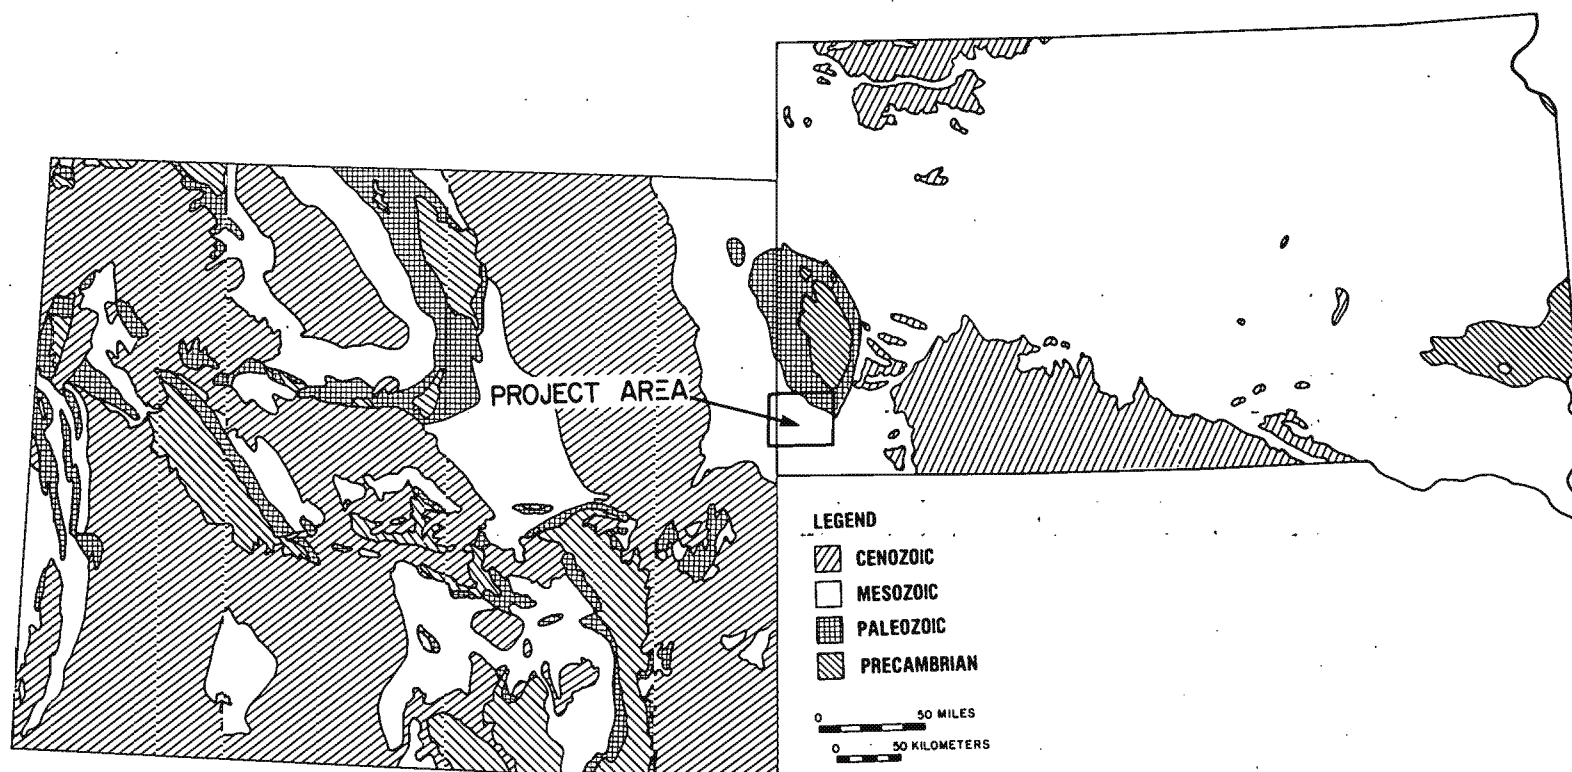 PROJECT AREA
LEGEND
CENOZOIC
MESOZOIC
PALEOZOIC
PRECAMBRIAN
0 50 MILES
0 50 KILOMETERS